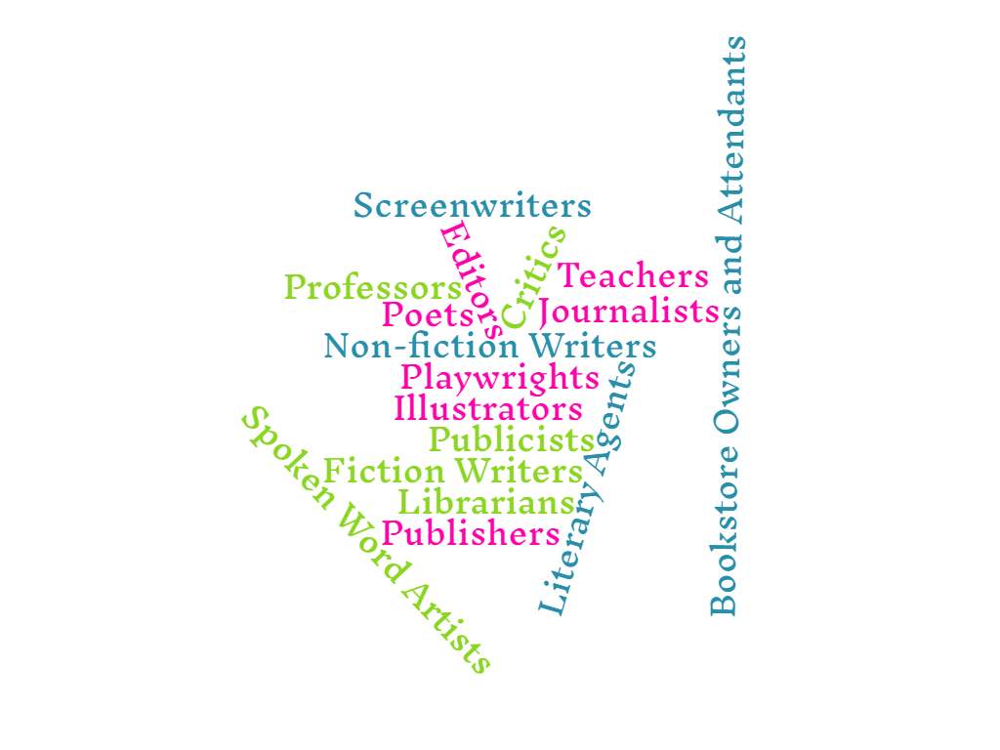 Bookstore Owners and Attendants
Screenwriters
Editors
Critics
Teachers
Professors
Journalists
Poets
Non-fiction Writers
Playwrights
Literary Agents
Illustrators
Spoken Word Artists
Publicists
Fiction Writers
Librarians
Publishers